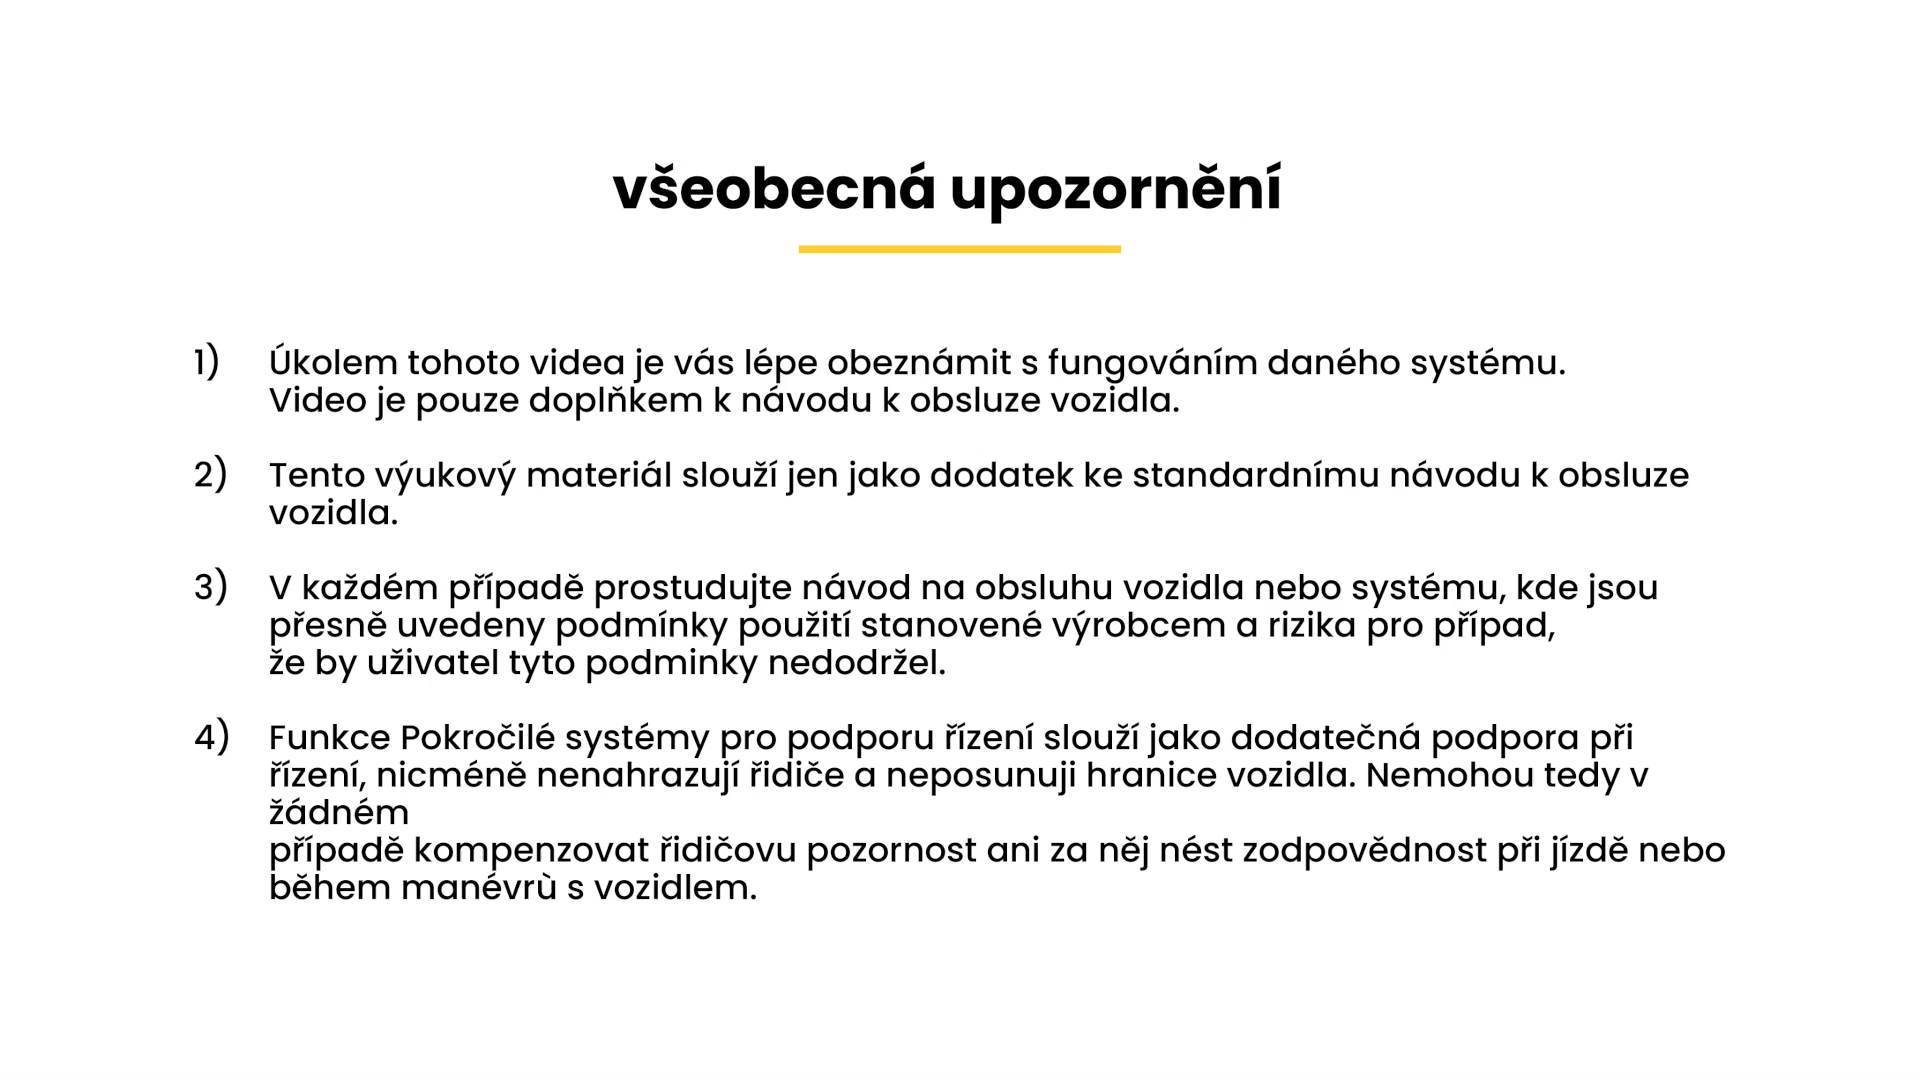 všeobecná upozornění
1) Úkolem tohoto videa je vás lépe obeznámit s fungováním daného systému.
Video je pouze doplňkem k návodu k obsluze vozidla.
2) Tento výukový materiál slouží jen jako dodatek ke standardnímu návodu k obsluze
vozidla.
3) V každém případě prostudujte návod na obsluhu vozidla nebo systému, kde jsou
přesně uvedeny podmínky použití stanovené výrobcem a rizika pro případ,
že by uživatel tyto podminky nedodržel.
4) Funkce Pokročilé systémy pro podporu řízení slouží jako dodatečná podpora při
řízení, nicméně nenahrazují řidiče a neposunuji hranice vozidla. Nemohou tedy v
žádném
případě kompenzovat řidičovu pozornost ani za něj nést zodpovědnost při jízdě nebo
během manévrù s vozidlem.